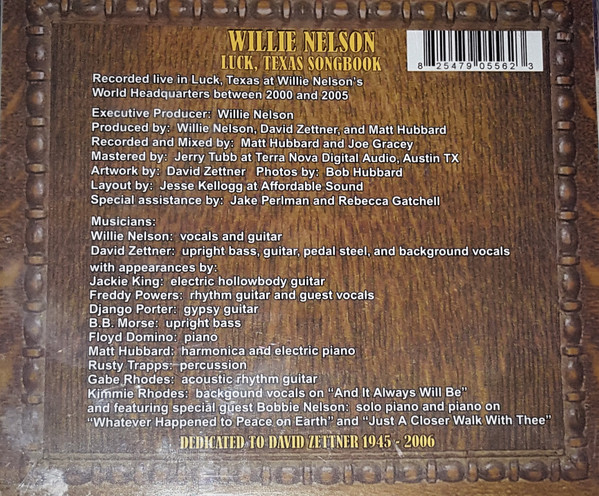 WILLIE NELSON
LUCK, TEXAS SONGBOOK
8 25479 05562 3
Recorded live in Luck, Texas at Willie Nelson's
World Headquarters between 2000 and 2005
Executive Producer: Willie Nelson
Produced by: Willie Nelson, David Zettner, and Matt Hubbard
Recorded and Mixed by: Matt Hubbard and Joe Gracey
Mastered by: Jerry Tubb at Terra Nova Digital Audio, Austin TX
Artwork by: David Zettner Photos by: Bob Hubbard
Layout by: Jesse Kellogg at Affordable Sound
Special assistance by: Jake Perlman and Rebecca Gatchell
Musicians:
Willie Nelson: vocals and guitar
David Zettner: upright bass, guitar, pedal steel, and background vocals
with appearances by:
Jackie King: electric hollowbody guitar
Freddy Powers: rhythm guitar and guest vocals
Django Porter: gypsy guitar
B.B. Morse: upright bass
Floyd Domino: piano
Matt Hubbard: harmonica and electric piano
Rusty Trapps: percussion
Gabe Rhodes: acoustic rhythm guitar
Kimmie Rhodes: backgound vocals on "And It Always Will Be"
and featuring special guest Bobbie Nelson: solo piano and piano on
"Whatever Happened to Peace on Earth" and "Just A Closer Walk With Thee"
DEDICATED TO DAVID ZETTNER 1945 - 2006